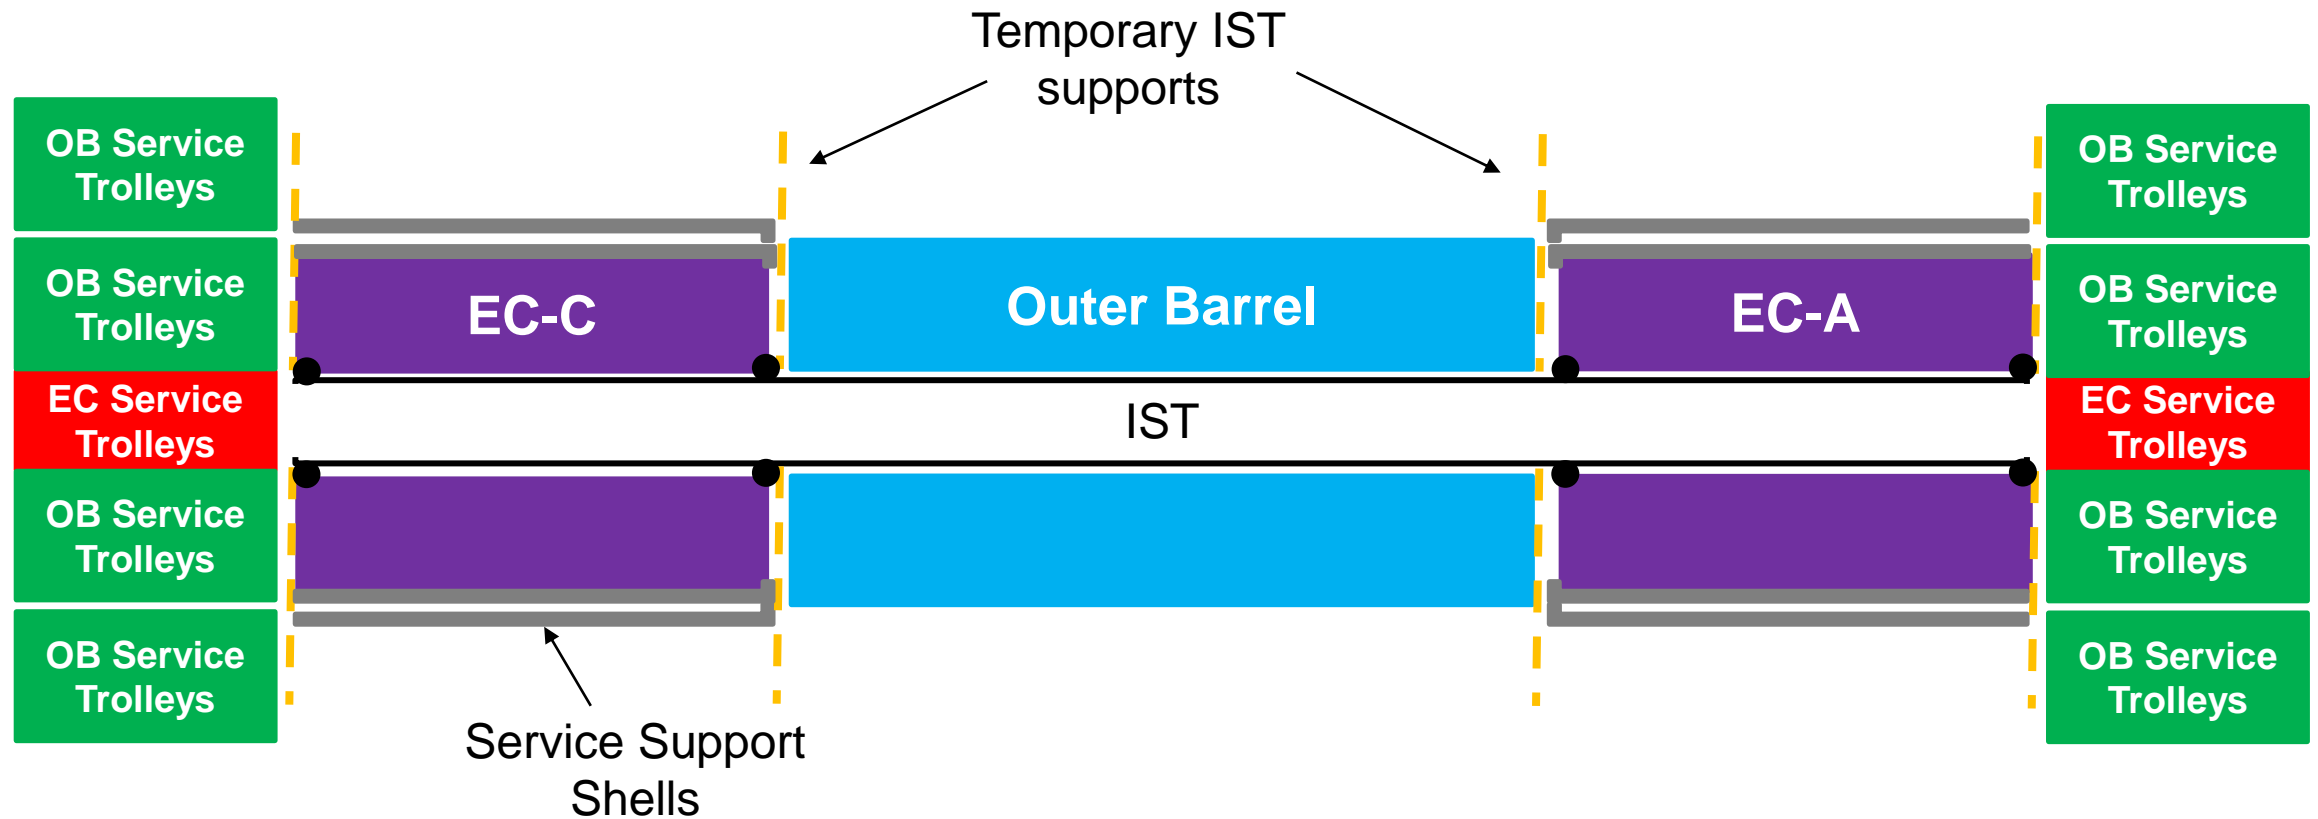 Temporary IST
supports
OB Service
Trolleys
OB Service
Trolleys
OB Service
Trolleys
EC-C
Outer Barrel
EC-A
OB Service
Trolleys
EC Service
Trolleys
IST
EC Service
Trolleys
OB Service
Trolleys
OB Service
Trolleys
OB Service
Trolleys
OB Service
Trolleys
Service Support
Shells